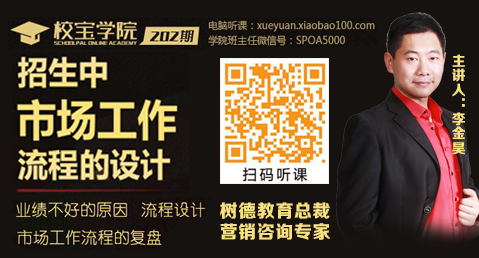 校宝学院 202期
SCHOOLPAL ONLINE ACADEMY
电脑听课：xueyuan.xiaobao100.com
学院班主任微信号：SPOA5000
招生中
市场工作
流程的设计
业绩不好的原因 流程设计
市场工作流程的复盘
扫码听课
树德教育总裁
营销咨询专家
主讲人：李金昊